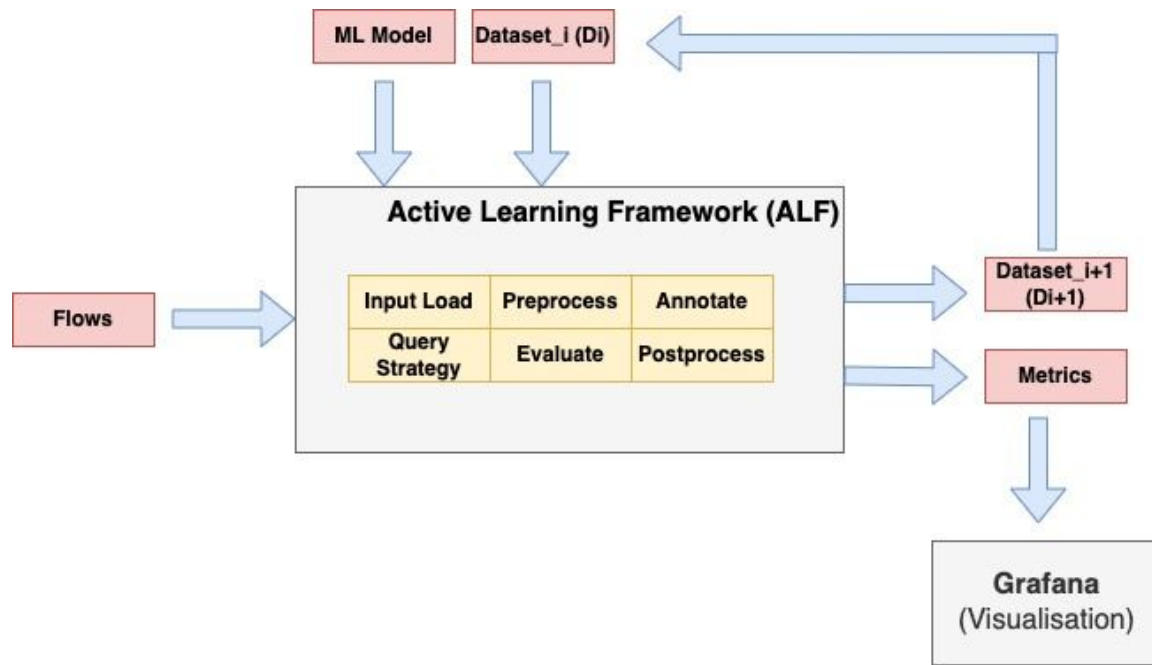 ML Model
Dataset_i (Di)
Active Learning Framework (ALF)
Flows
Input Load
Preprocess
Annotate
Query
Strategy
Evaluate
Postprocess
Dataset_i+1
(Di+1)
Metrics
Grafana
(Visualisation)